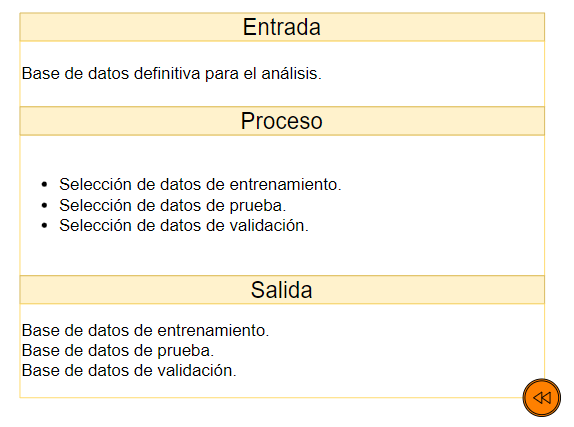 Entrada
Base de datos definitiva para el análisis.
Proceso
• Selección de datos de entrenamiento.
• Selección de datos de prueba.
• Selección de datos de validación.
Salida
Base de datos de entrenamiento.
Base de datos de prueba.
Base de datos de validación.